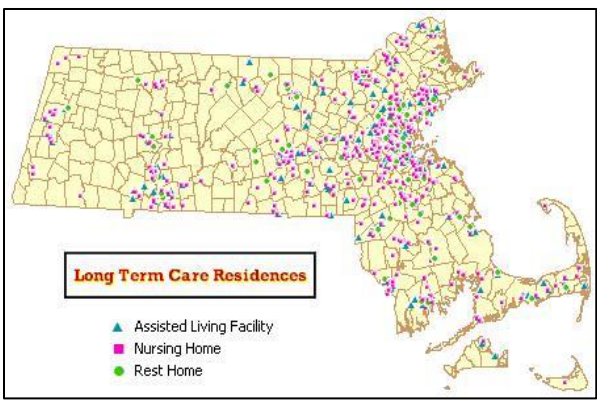 Long Term Care Residences
Assisted Living Facility
Nursing Home
Rest Home